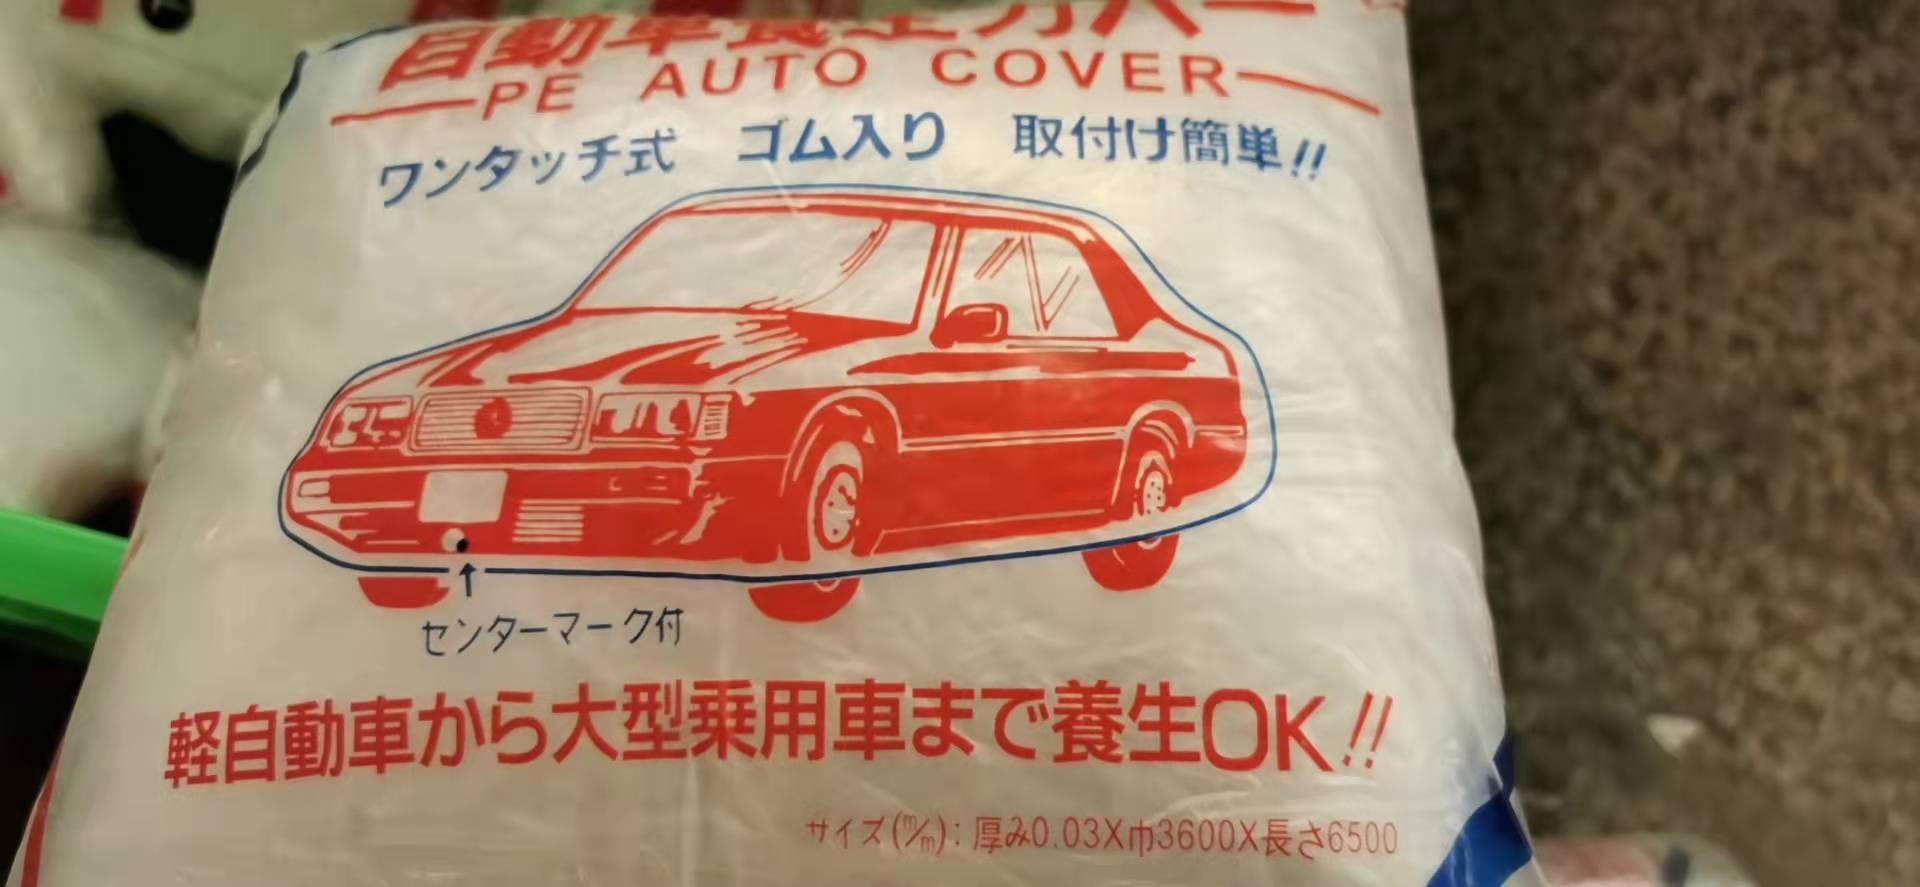 自動車養生カバー
PE AUTO COVER
ワンタッチ式 ゴム入り 取付け簡単!!
センターマーク付
軽自動車から大型乗用車まで養生OK!!
サイズ(m/m):厚み0.03X巾3600X長さ6500